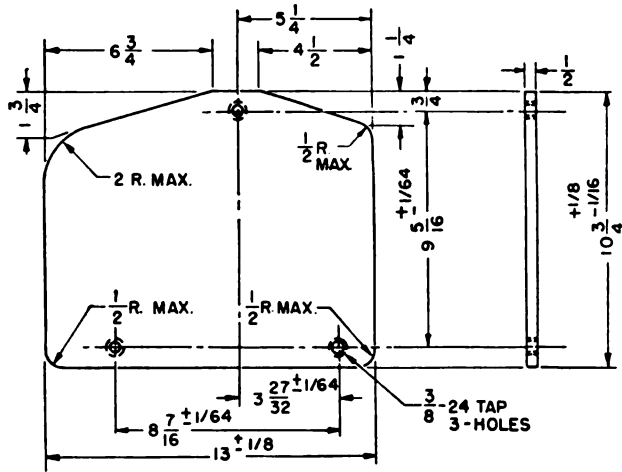 5 1/4
6 3/4
4 1/2
1 1/4
1/2
1 3/4
3/4
1/2 R. MAX.
2 R. MAX.
9 5/16 ±1/64
10 3/4 +1/8 -1/16
1/2 R. MAX.
1/2 R. MAX.
3 27/32 ±1/64
3/8-24 TAP
3-HOLES
8 7/16 ±1/64
13 ±1/8